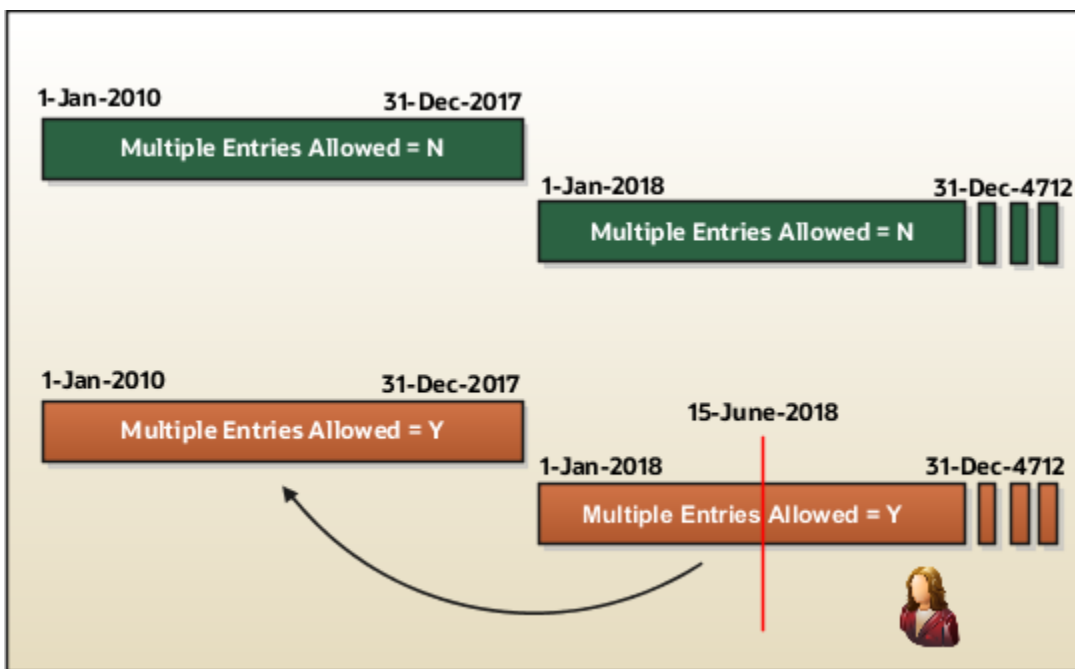 1-Jan-2010 31-Dec-2017
Multiple Entries Allowed = N
1-Jan-2018 31-Dec-4712
Multiple Entries Allowed = N
1-Jan-2010 31-Dec-2017
Multiple Entries Allowed = Y
15-June-2018
1-Jan-2018 31-Dec-4712
Multiple Entries Allowed = Y